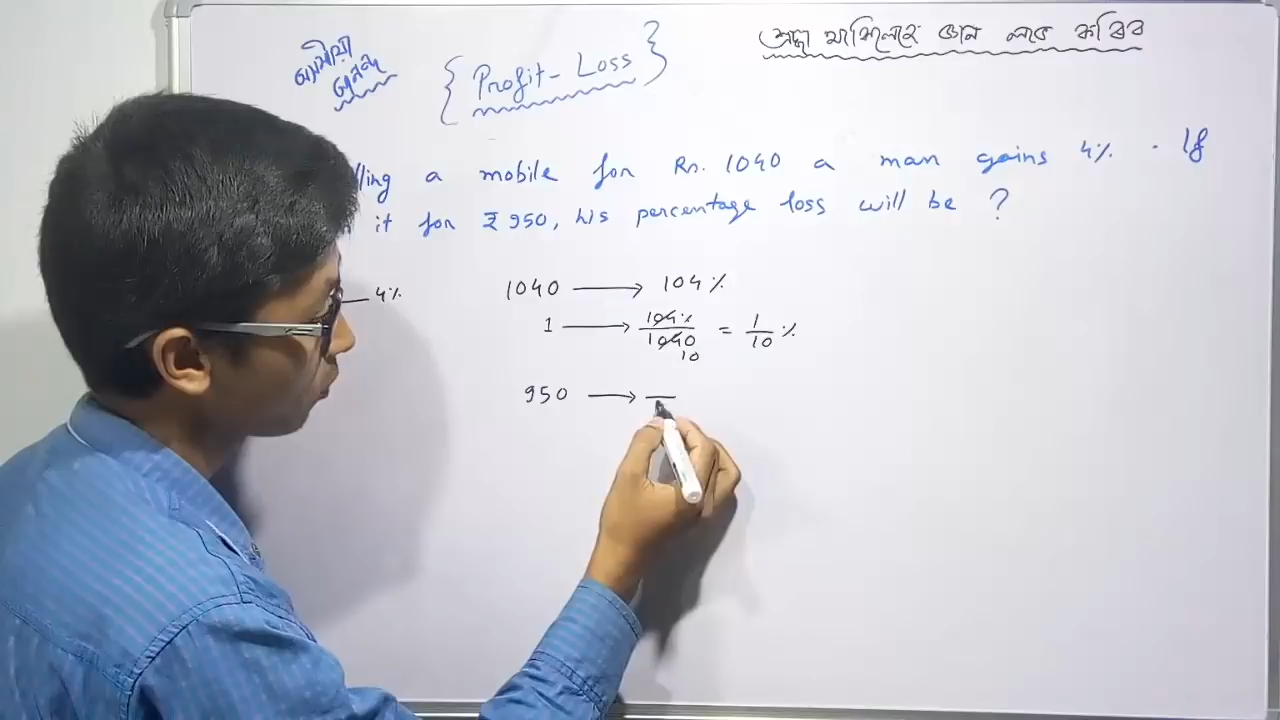 {Profit-Loss}
lling a mobile for Rs. 1040 a man gains 4%. If
it for ₹950, his percentage loss will be ?
4%
1040 → 104%
1 → 104%/1040 10 = 1/10 %
950 →